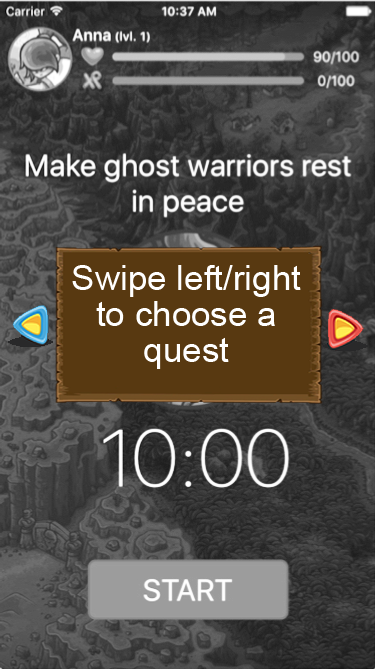 Carrier 10:37 AM
Anna (lvl. 1)
90/100
XP 0/100
Make ghost warriors rest
in peace
Swipe left/right
to choose a
quest
10:00
START